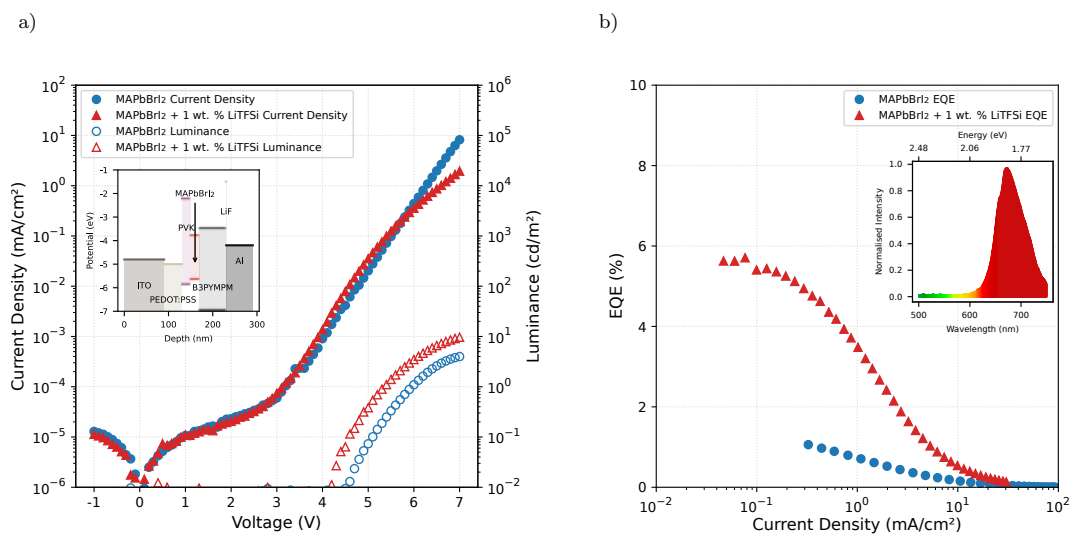 a)
b)
10²
10¹
10⁰
10⁻¹
10⁻²
10⁻³
10⁻⁴
10⁻⁵
10⁻⁶
Current Density (mA/cm²)
MAPbBrI₂ Current Density
MAPbBrI₂ + 1 wt. % LiTFSi Current Density
MAPbBrI₂ Luminance
MAPbBrI₂ + 1 wt. % LiTFSi Luminance
-1
-2
-3
-4
-5
-6
-7
Potential (eV)
MAPbBrI₂
LiF
PVK
Al
ITO
B3PYMPM
PEDOT:PSS
0 100 200 300
Depth (nm)
-1 0 1 2 3 4 5 6 7
Voltage (V)
10⁶
10⁵
10⁴
10³
10²
10¹
10⁰
10⁻¹
10⁻²
Luminance (cd/m²)
10
8
6
4
2
0
EQE (%)
MAPbBrI₂ EQE
MAPbBrI₂ + 1 wt. % LiTFSi EQE
Energy (eV)
2.48 2.06 1.77
1.0
0.8
0.6
0.4
0.2
0.0
Normalised Intensity
500 600 700
Wavelength (nm)
10⁻² 10⁻¹ 10⁰ 10¹ 10²
Current Density (mA/cm²)